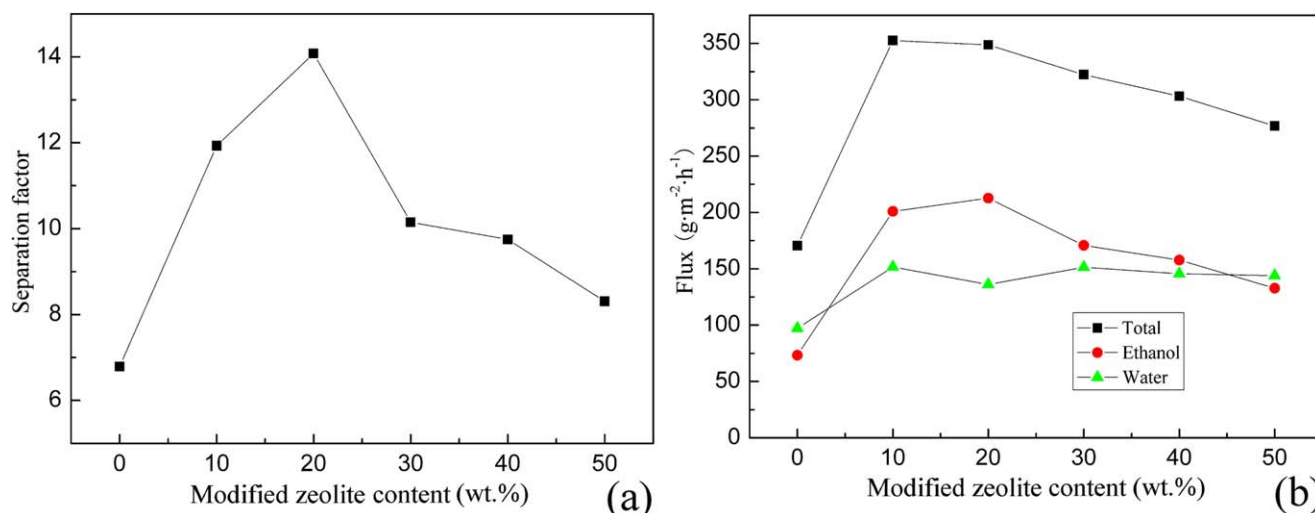 14
12
10
8
6
Separation factor
0 10 20 30 40 50
Modified zeolite content (wt.%)
(a)
350
300
250
200
150
100
50
0
Flux (g·m-2·h-1)
Total
Ethanol
Water
0 10 20 30 40 50
Modified zeolite content (wt.%)
(b)